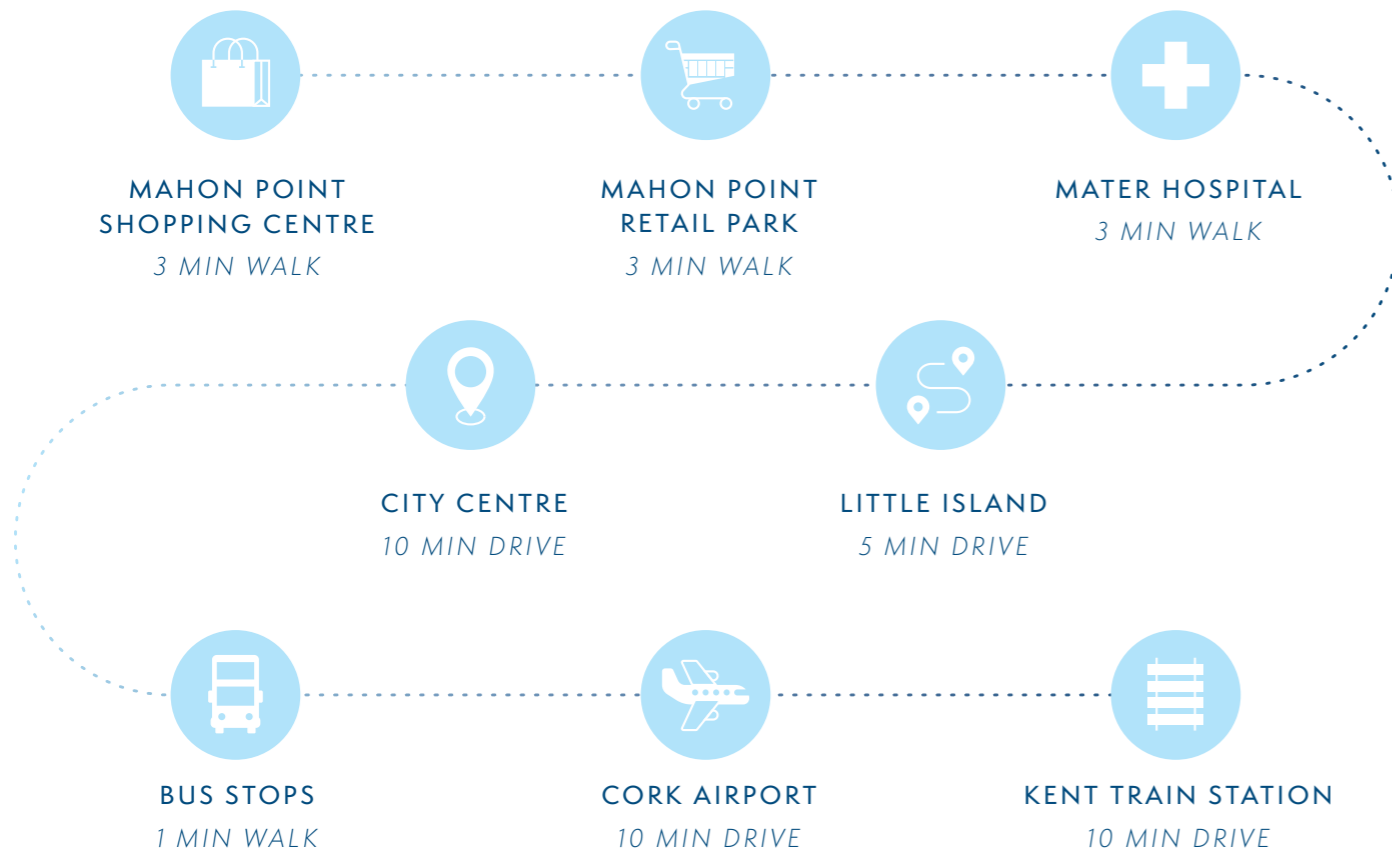 MAHON POINT
SHOPPING CENTRE
3 MIN WALK
MAHON POINT
RETAIL PARK
3 MIN WALK
MATER HOSPITAL
3 MIN WALK
CITY CENTRE
10 MIN DRIVE
LITTLE ISLAND
5 MIN DRIVE
BUS STOPS
1 MIN WALK
CORK AIRPORT
10 MIN DRIVE
KENT TRAIN STATION
10 MIN DRIVE